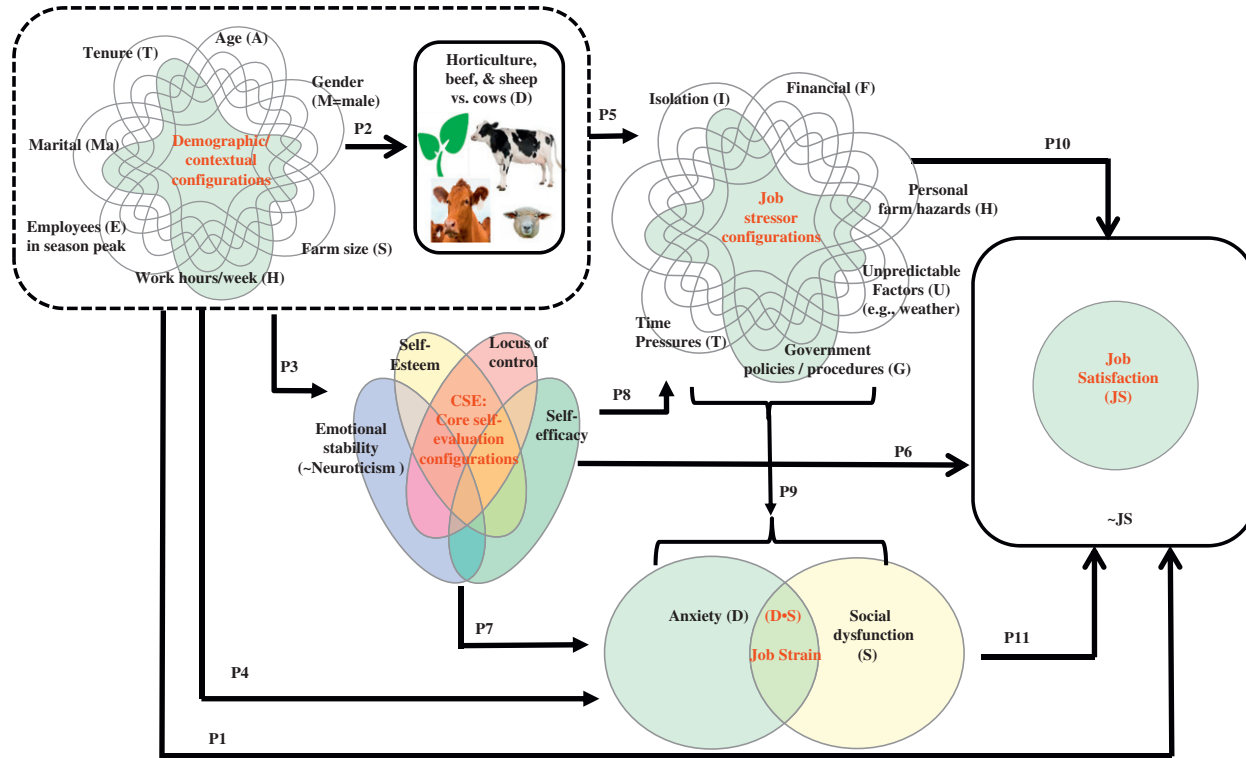 Age (A)
Tenure (T)
Gender
(M=male)
Marital (Ma)
Demographic/
contextual
configurations
Employees (E)
in season peak
Farm size (S)
Work hours/week (H)
P2
Horticulture,
beef, & sheep
vs. cows (D)
P5
Isolation (I)
Financial (F)
Personal
farm hazards (H)
Job
stressor
configurations
Unpredictable
Factors (U)
(e.g., weather)
Time
Pressures (T)
Government
policies / procedures (G)
P10
Job
Satisfaction
(JS)
~JS
P3
Self-
Esteem
Locus of
control
Emotional
stability
(~Neuroticism )
CSE:
Core self-
evaluation
configurations
Self-
efficacy
P8
P6
P9
P7
Anxiety (D)
(D•S)
Job Strain
Social
dysfunction
(S)
P11
P4
P1